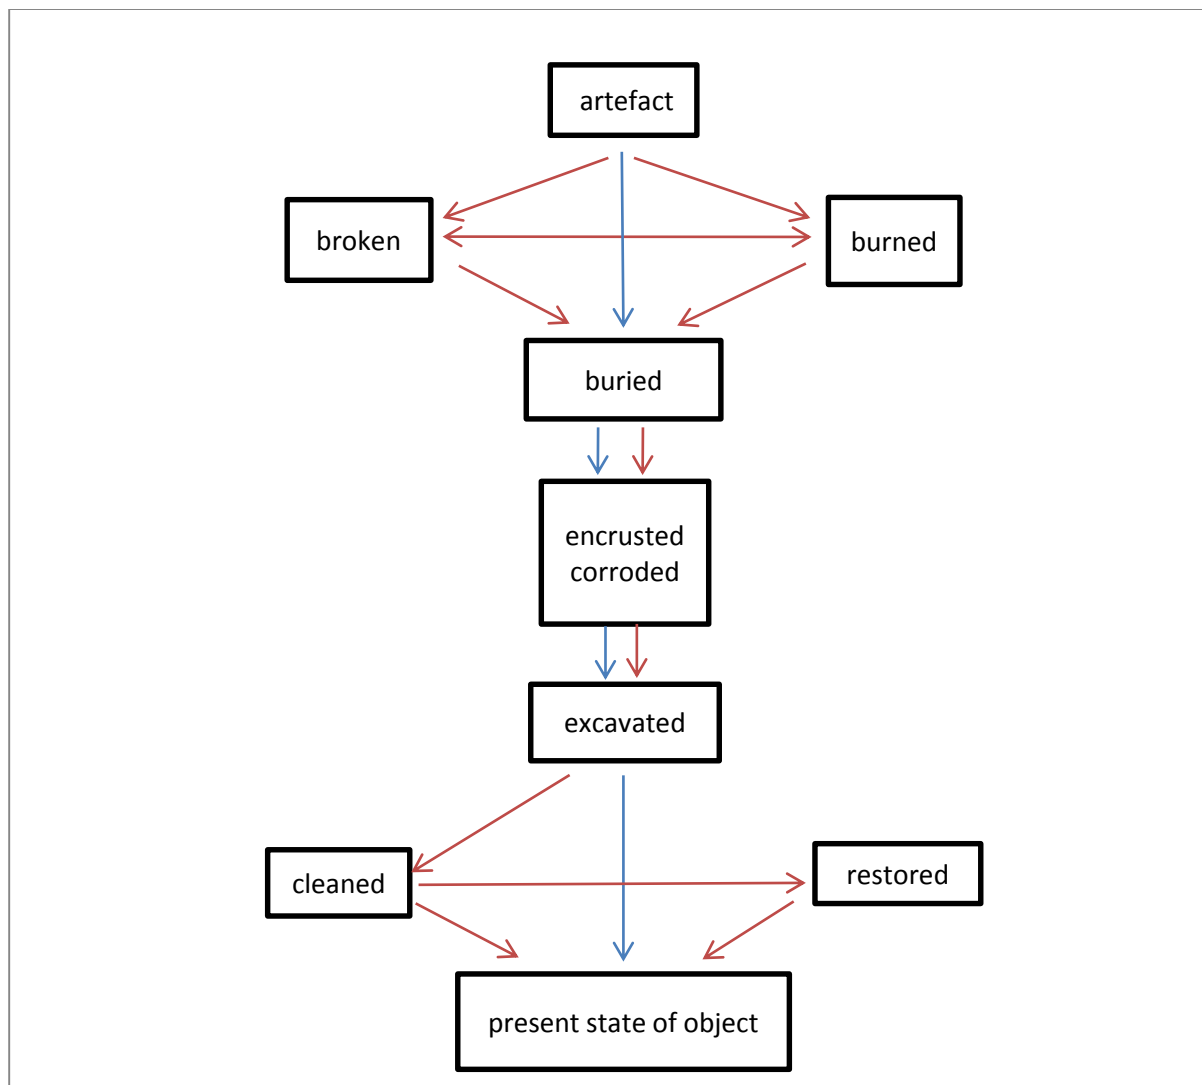 artefact
broken
burned
buried
encrusted
corroded
excavated
cleaned
restored
present state of object